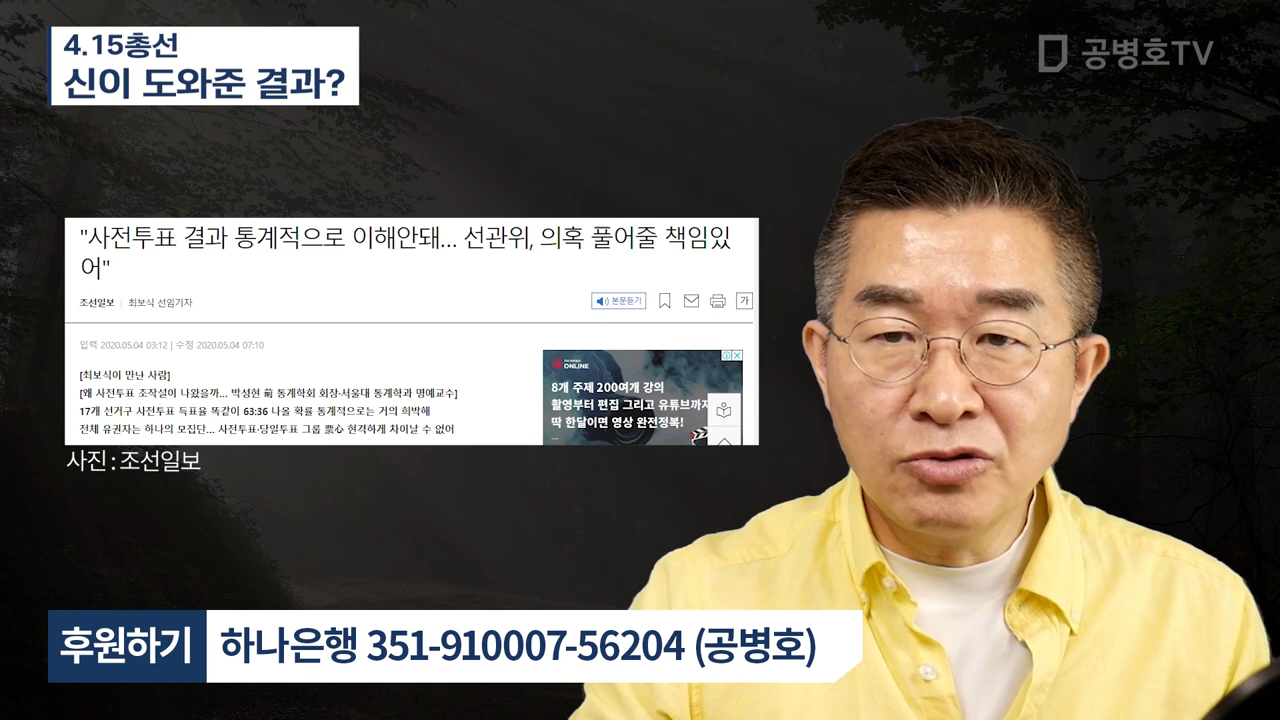 4.15총선
신이 도와준 결과?
공병호TV
"사전투표 결과 통계적으로 이해안돼... 선관위, 의혹 풀어줄 책임있
어"
조선일보 | 최보식 선임기자
본문듣기
가
입력 2020.05.04 03:12 | 수정 2020.05.04 07:10
[최보식이 만난 사람]
[왜 사전투표 조작설이 나왔을까... 박성현 前 통계학회 회장·서울대 통계학과 명예교수]
17개 선거구 사전투표 득표율 똑같이 63:36 나올 확률 통계적으로는 거의 희박해
전체 유권자는 하나의 모집단... 사전투표·당일투표 그룹 票心 현격하게 차이날 수 없어
ONLINE
8개 주제 200여개 강의
촬영부터 편집 그리고 유튜브까지
딱 한달이면 영상 완전정복!
사진 : 조선일보
후원하기
하나은행 351-910007-56204 (공병호)